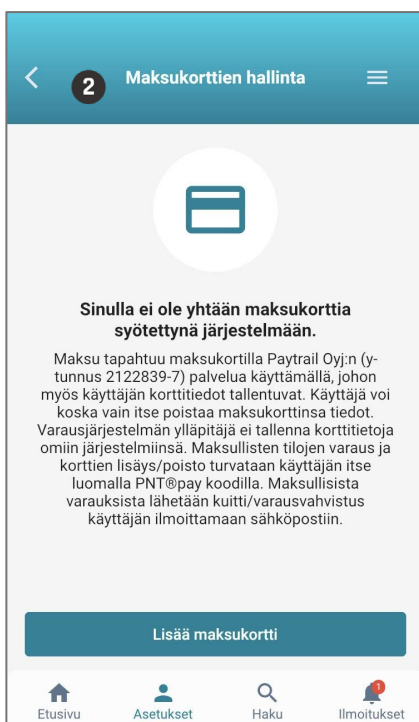 2 Maksukorttien hallinta
Sinulla ei ole yhtään maksukorttia
syötettynä järjestelmään.
Maksu tapahtuu maksukortilla Paytrail Oyj:n (y-
tunnus 2122839-7) palvelua käyttämällä, johon
myös käyttäjän korttitiedot tallentuvat. Käyttäjä voi
koska vain itse poistaa maksukorttinsa tiedot.
Varausjärjestelmän ylläpitäjä ei tallenna korttitietoja
omiin järjestelmiinsä. Maksullisten tilojen varaus ja
korttien lisäys/poisto turvataan käyttäjän itse
luomalla PNT®pay koodilla. Maksullisista
varauksista lähetään kuitti/varausvahvistus
käyttäjän ilmoittamaan sähköpostiin.
Lisää maksukortti
1
Etusivu Asetukset Haku Ilmoitukset